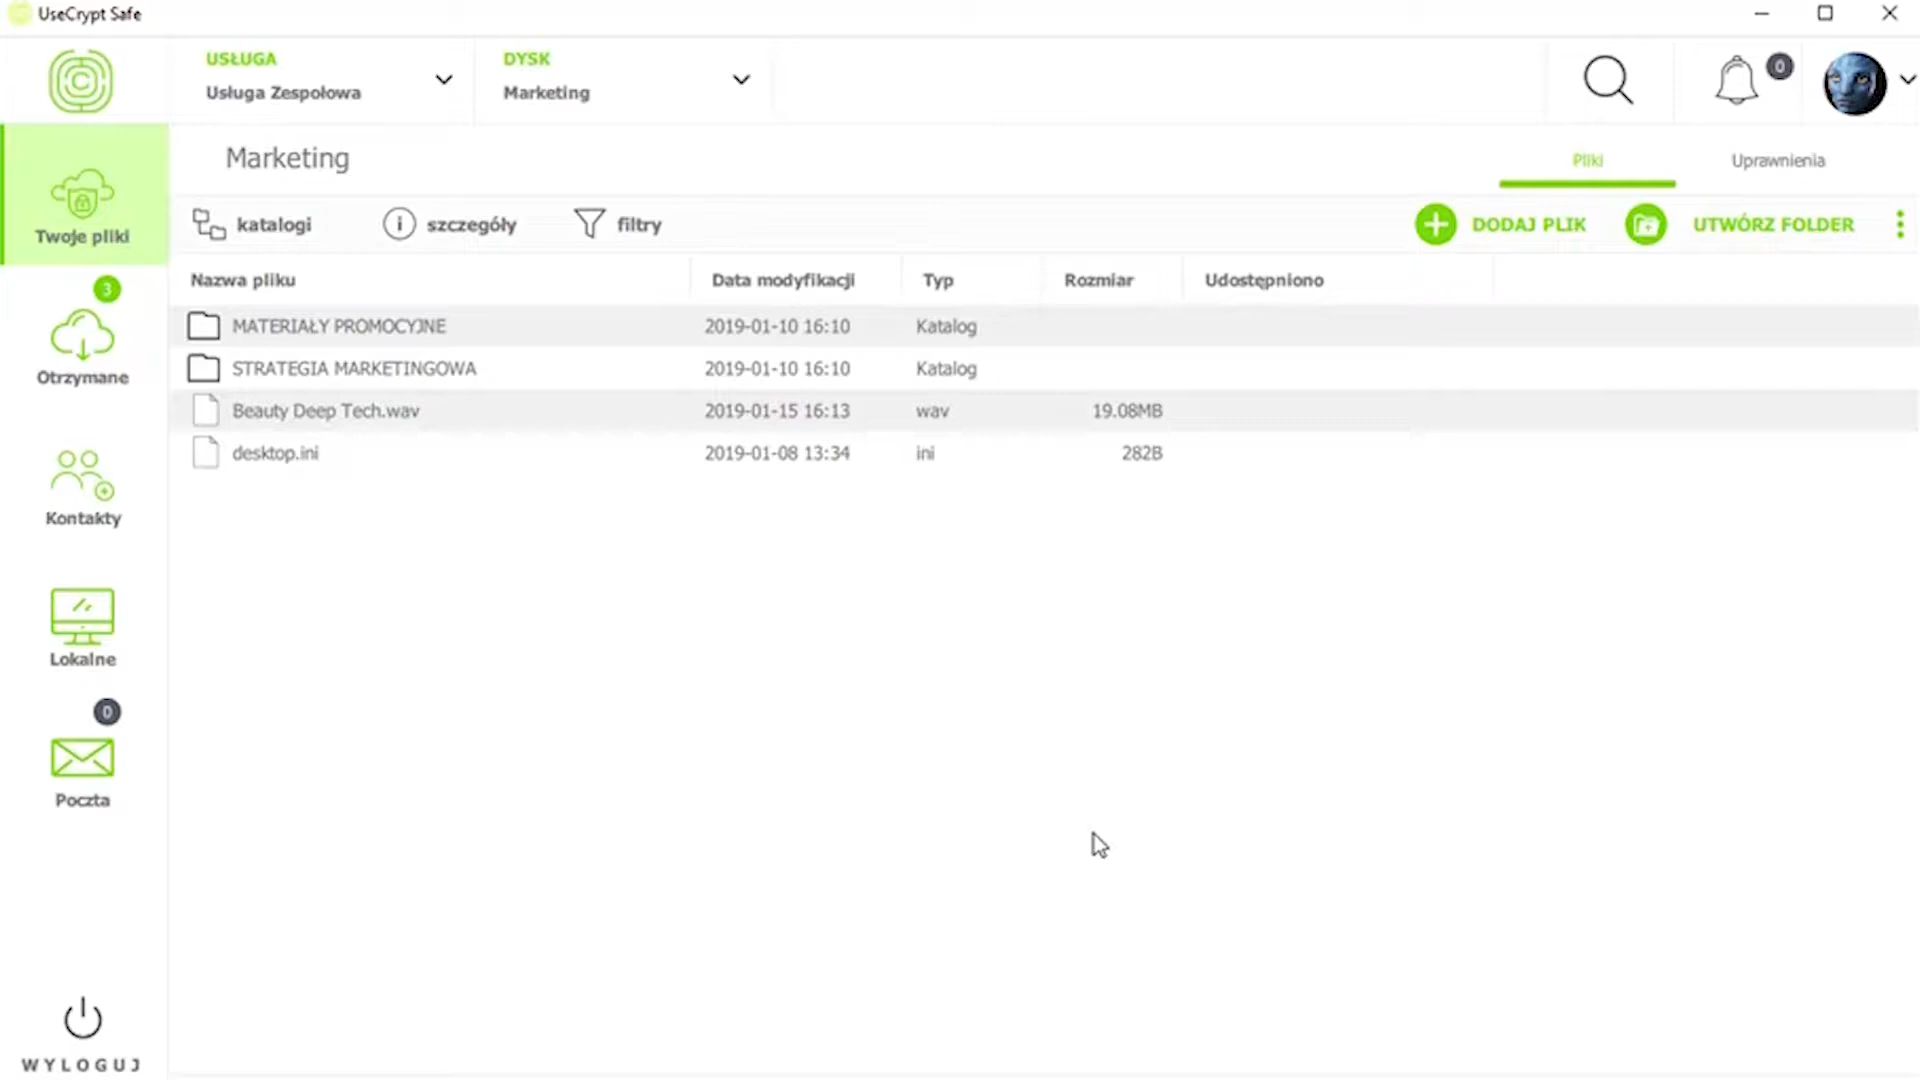 UseCrypt Safe
USŁUGA
Usługa Zespołowa
DYSK
Marketing
0
Marketing
Pliki
Uprawnienia
katalogi
szczegóły
filtry
DODAJ PLIK
UTWÓRZ FOLDER
Nazwa pliku Data modyfikacji Typ Rozmiar Udostępniono
MATERIAŁY PROMOCYJNE 2019-01-10 16:10 Katalog
STRATEGIA MARKETINGOWA 2019-01-10 16:10 Katalog
Beauty Deep Tech.wav 2019-01-15 16:13 wav 19.08MB
desktop.ini 2019-01-08 13:34 ini 282B
Twoje pliki
3
Otrzymane
Kontakty
Lokalne
0
Poczta
WYLOGUJ